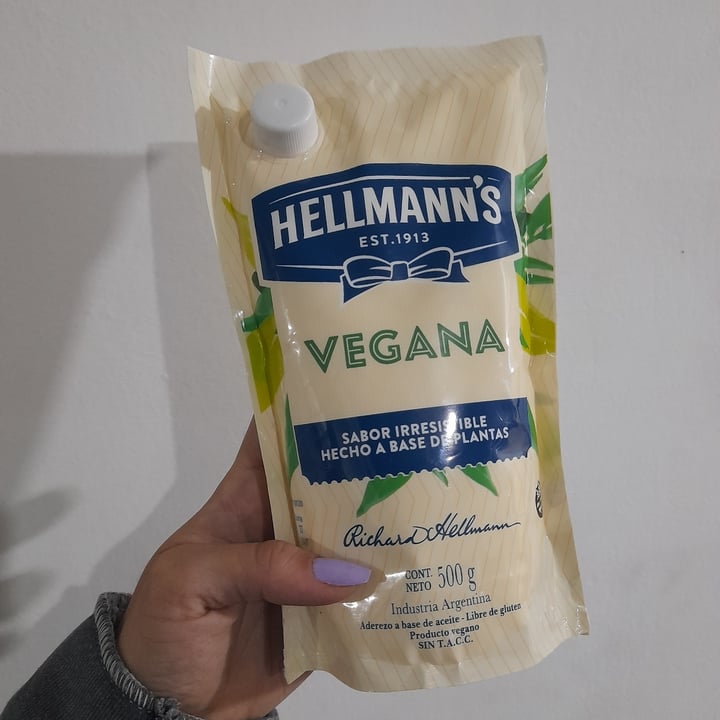 HELLMANN'S
EST.1913
VEGANA
SABOR IRRESISTIBLE
HECHO A BASE DE PLANTAS
Richard Hellmann
CONT.
NETO 500 g
Industria Argentina
Aderezo a base de aceite - Libre de gluten
Producto vegano
SIN T.A.C.C.